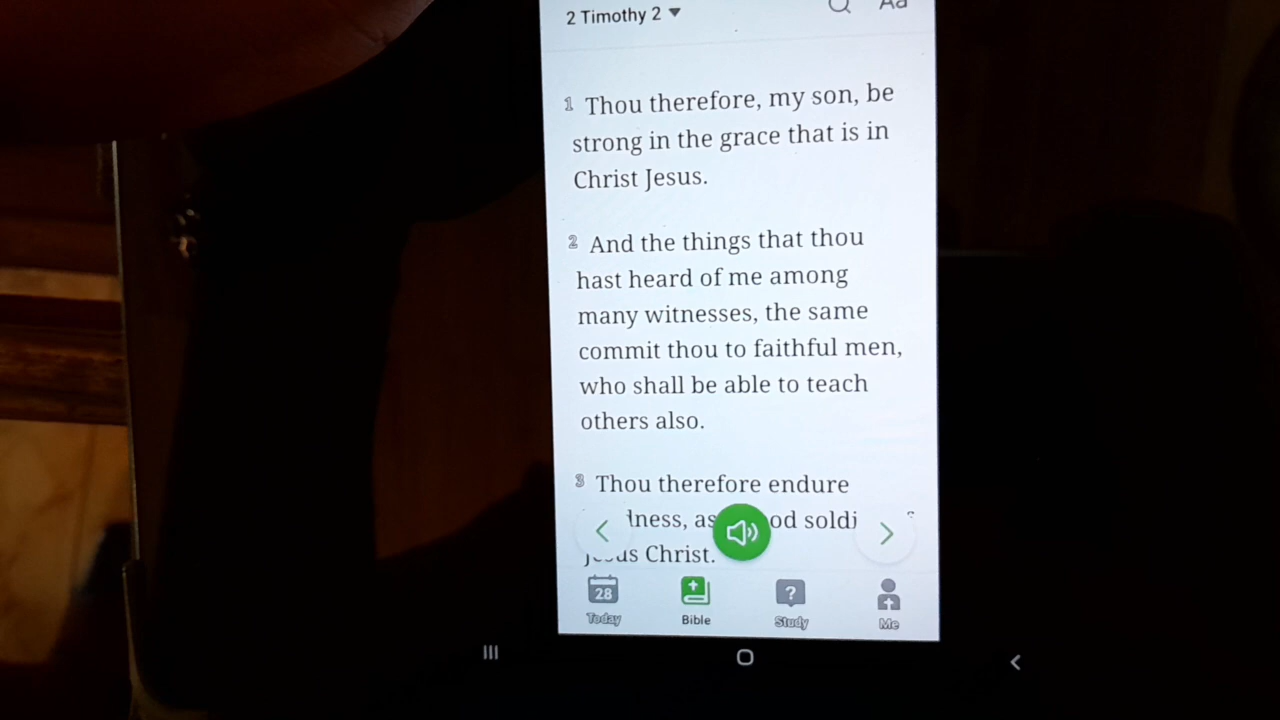 2 Timothy 2
Aa
1 Thou therefore, my son, be
strong in the grace that is in
Christ Jesus.
2 And the things that thou
hast heard of me among
many witnesses, the same
commit thou to faithful men,
who shall be able to teach
others also.
3 Thou therefore endure
as
Christ.
28
Today
Bible
?
Study
Me